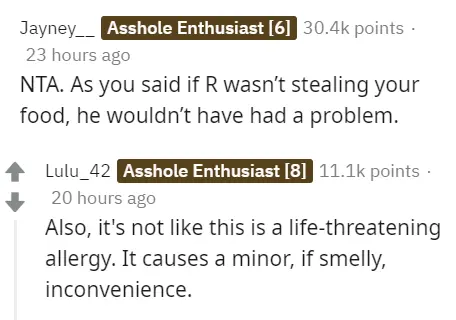 Jayney__ Asshole Enthusiast [6] 30.4k points ·
23 hours ago
NTA. As you said if R wasn’t stealing your
food, he wouldn’t have had a problem.
Lulu_42 Asshole Enthusiast [8] 11.1k points ·
20 hours ago
Also, it's not like this is a life-threatening
allergy. It causes a minor, if smelly,
inconvenience.